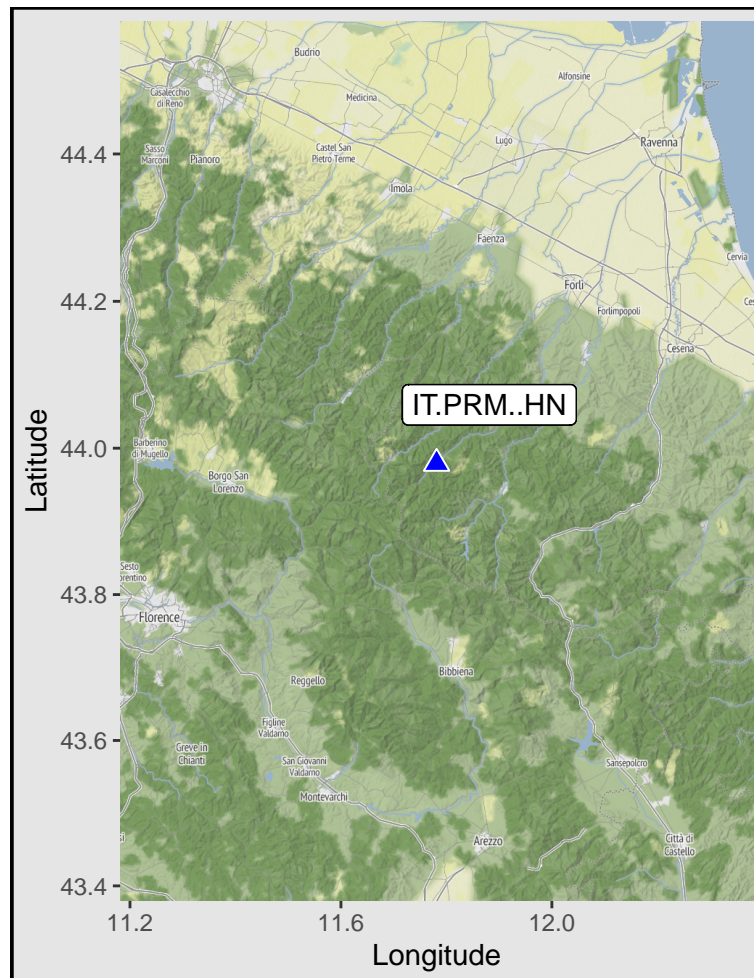 Budrio
Casalecchio
di Reno
Medicina
Alfonsine
Sasso
Marconi
Pianoro
Castel San
Pietro Terme
Lugo
Ravenna
44.4
Imola
Faenza
Cervia
Forlì
Forlimpopoli
Ces
44.2
Cesena
IT.PRM..HN
Barberino
di Mugello
44.0
Borgo San
Lorenzo
Latitude
Sesto
orentino
43.8
Florence
Bibbiena
Reggello
Figline
Valdarno
Greve in
Chianti
San Giovanni
Valdarno
Sansepolcro
43.6
Montevarchi
Arezzo
Città di
Castello
si
43.4
11.2
11.6
12.0
Longitude